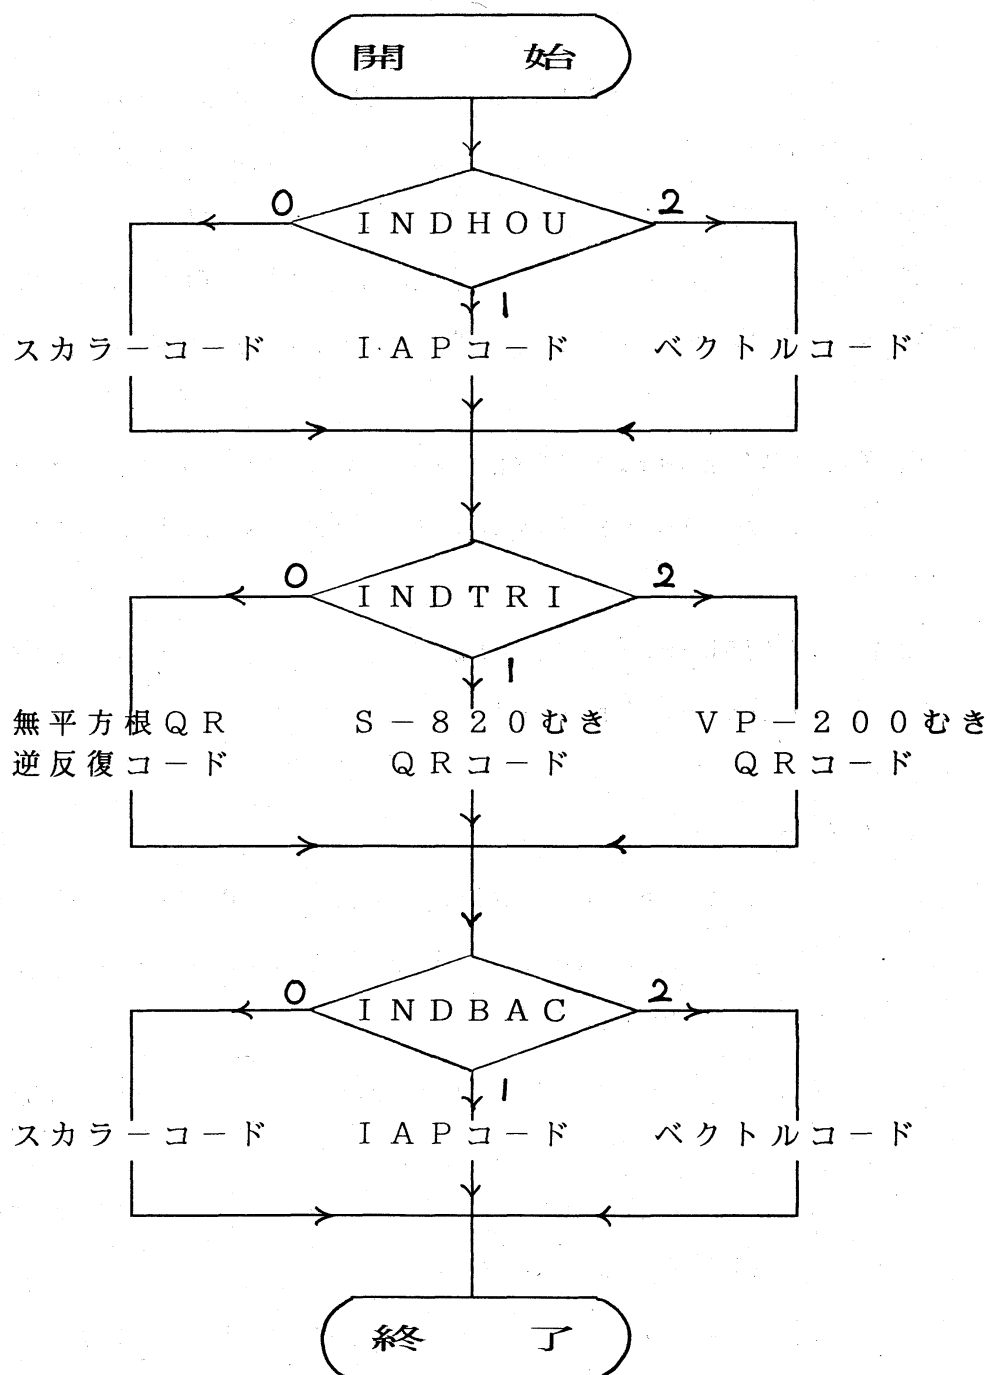 開始
0 INDHOU 2
1
スカラーコード IAPコード ベクトルコード
0 INDTRI 2
1
無平方根QR S-820むき VP-200むき
逆反復コード QRコード QRコード
0 INDBAC 2
1
スカラーコード IAPコード ベクトルコード
終了